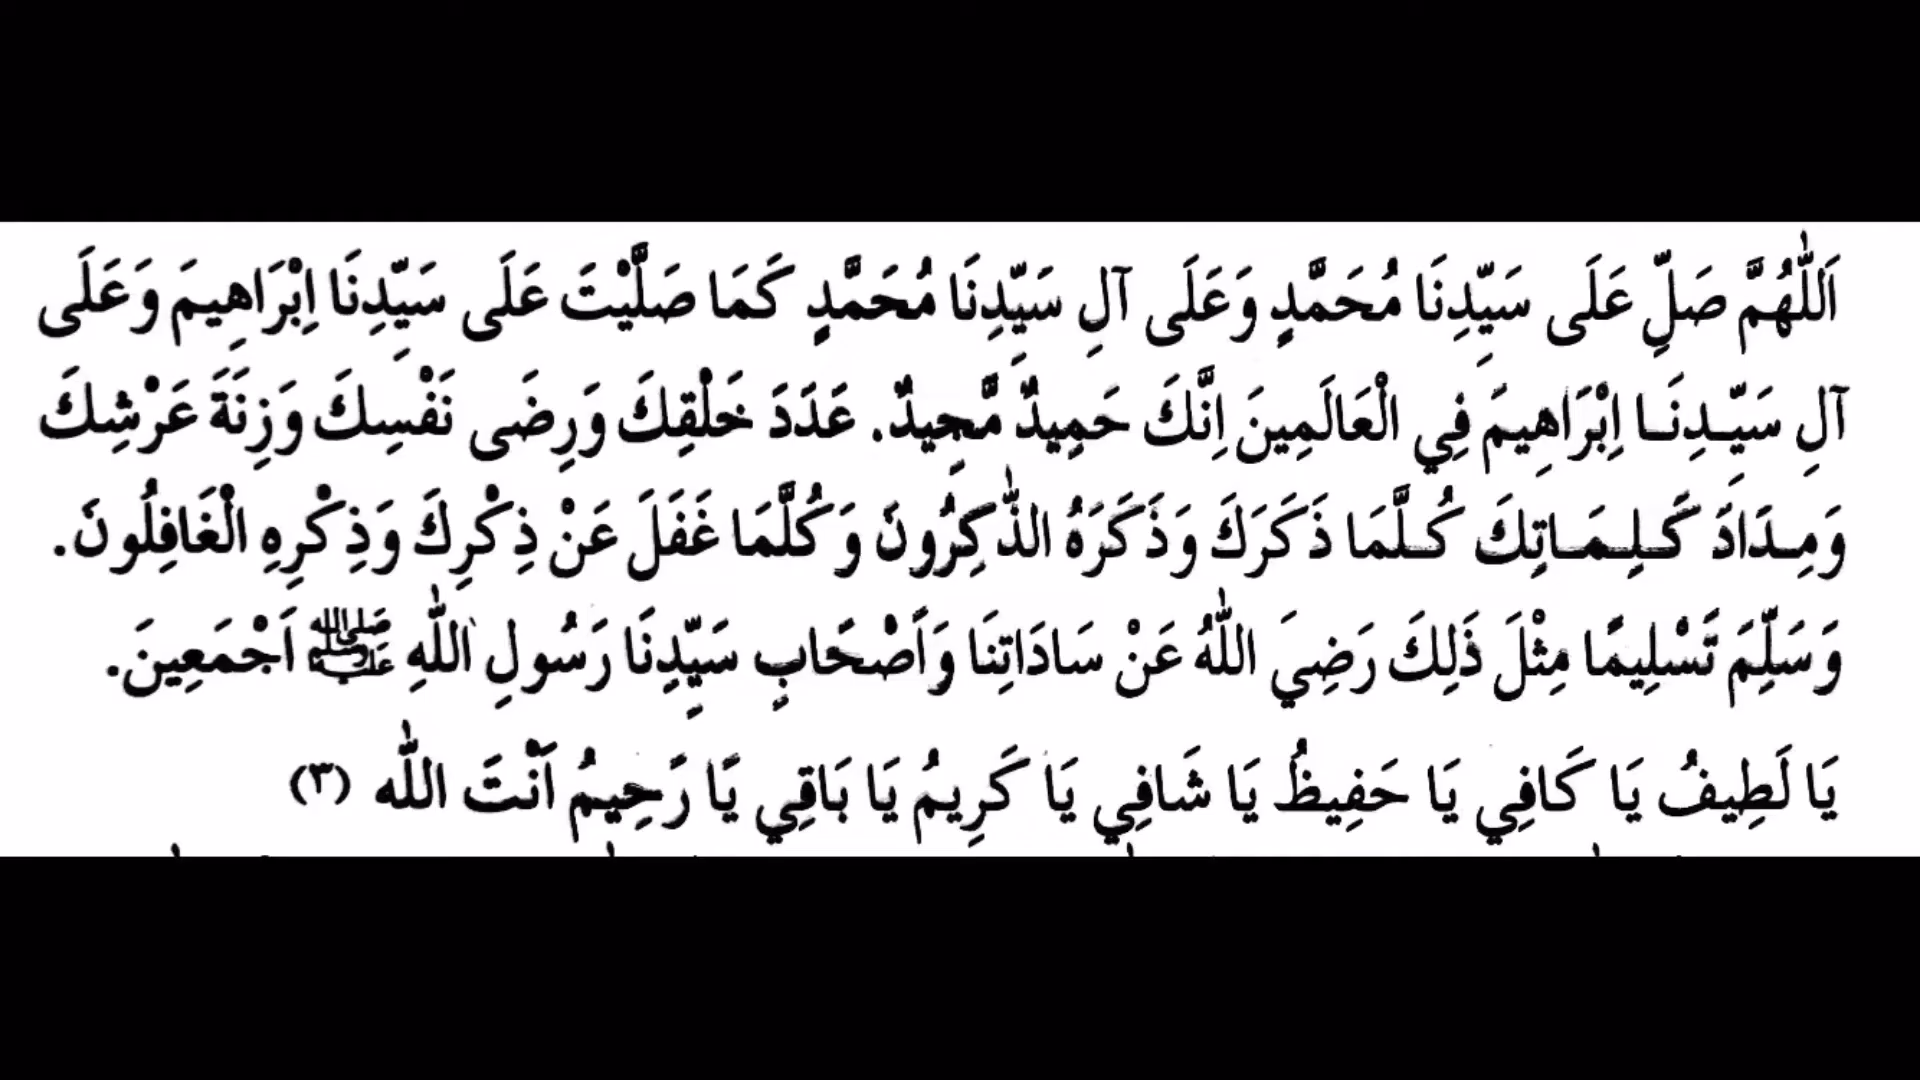 اَللّٰهُمَّ صَلِّ عَلَى سَيِّدِنَا مُحَمَّدٍ وَعَلَى آلِ سَيِّدِنَا مُحَمَّدٍ كَمَا صَلَّيْتَ عَلَى سَيِّدِنَا اِبْرَاهِيمَ وَعَلَى
آلِ سَيِّدِنَا اِبْرَاهِيمَ فِي الْعَالَمِينَ اِنَّكَ حَمِيدٌ مَّجِيدٌ. عَدَدَ خَلْقِكَ وَرِضَى نَفْسِكَ وَزِنَةَ عَرْشِكَ
وَمِدَادَ كَلِمَاتِكَ كُلَّمَا ذَكَرَكَ وَذَكَرَهُ الذّٰكِرُونَ وَكُلَّمَا غَفَلَ عَنْ ذِكْرِكَ وَذِكْرِهِ الْغَافِلُونَ.
وَسَلِّمَ تَسْلِيمًا مِثْلَ ذَلِكَ رَضِيَ اللّٰهُ عَنْ سَادَاتِنَا وَاَصْحَابِ سَيِّدِنَا رَسُولِ اللّٰهِ ﷺ اَجْمَعِينَ.
يَا لَطِيفُ يَا كَافِي يَا حَفِيظُ يَا شَافِي يَا كَرِيمُ يَا بَاقِي يَا رَحِيمُ اَنْتَ اللّٰه (٣)